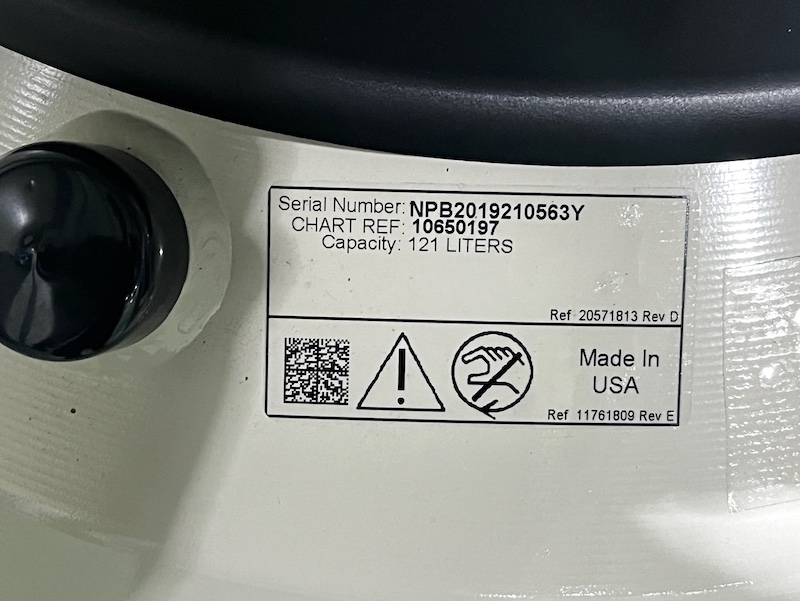 Serial Number: NPB2019210563Y
CHART REF: 10650197
Capacity: 121 LITERS
Ref 20571813 Rev D
Made In
USA
Ref 11761809 Rev E